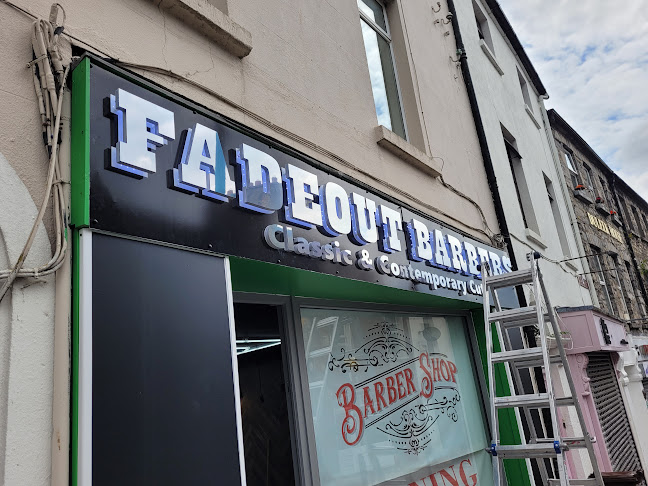 FADEOUT BARBERS
Classic & Contemporary
BARBER SHOP